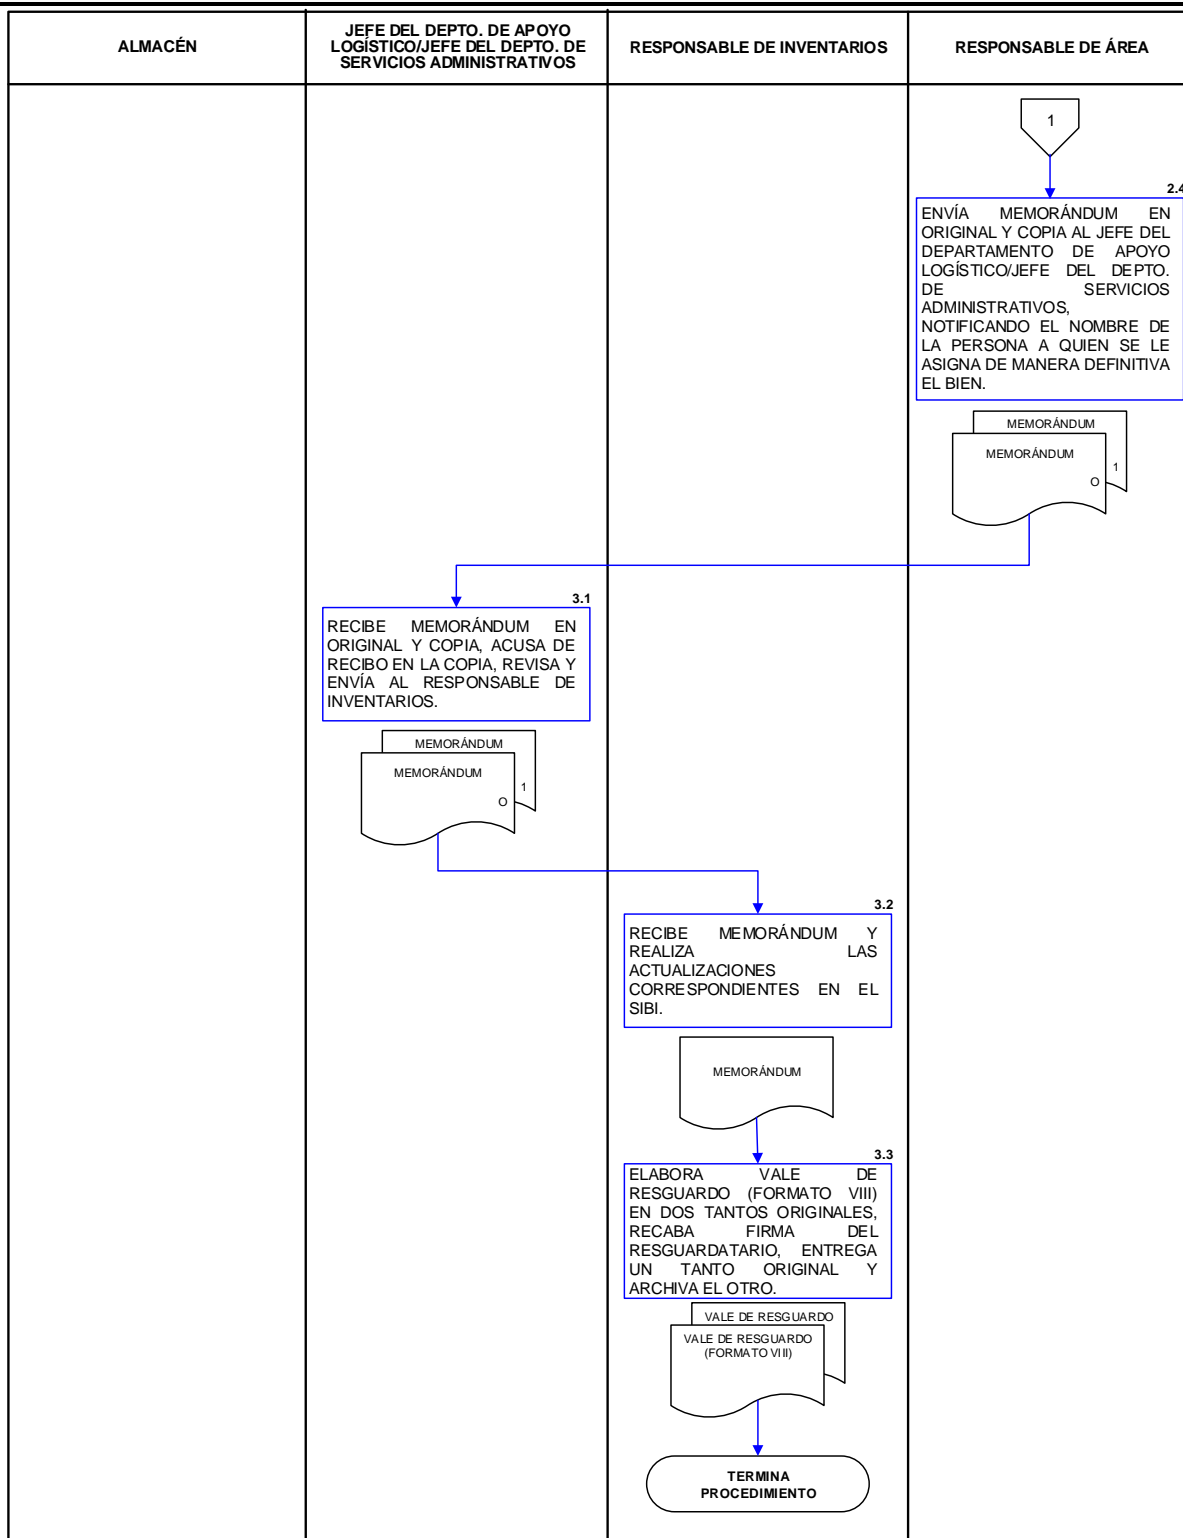 ALMACÉN
JEFE DEL DEPTO. DE APOYO
LOGÍSTICO/JEFE DEL DEPTO. DE
SERVICIOS ADMINISTRATIVOS
RESPONSABLE DE INVENTARIOS
RESPONSABLE DE ÁREA
1
2.4
ENVÍA MEMORÁNDUM EN
ORIGINAL Y COPIA AL JEFE DEL
DEPARTAMENTO DE APOYO
LOGÍSTICO/JEFE DEL DEPTO.
DE SERVICIOS
ADMINISTRATIVOS,
NOTIFICANDO EL NOMBRE DE
LA PERSONA A QUIEN SE LE
ASIGNA DE MANERA DEFINITIVA
EL BIEN.
MEMORÁNDUM
MEMORÁNDUM
1
O
3.1
RECIBE MEMORÁNDUM EN
ORIGINAL Y COPIA, ACUSA DE
RECIBO EN LA COPIA, REVISA Y
ENVÍA AL RESPONSABLE DE
INVENTARIOS.
MEMORÁNDUM
MEMORÁNDUM
1
O
3.2
RECIBE MEMORÁNDUM Y
REALIZA LAS
ACTUALIZACIONES
CORRESPONDIENTES EN EL
SIBI.
MEMORÁNDUM
3.3
ELABORA VALE DE
RESGUARDO (FORMATO VIII)
EN DOS TANTOS ORIGINALES,
RECABA FIRMA DEL
RESGUARDATARIO, ENTREGA
UN TANTO ORIGINAL Y
ARCHIVA EL OTRO.
VALE DE RESGUARDO
VALE DE RESGUARDO
(FORMATO VIII)
TERMINA
PROCEDIMIENTO